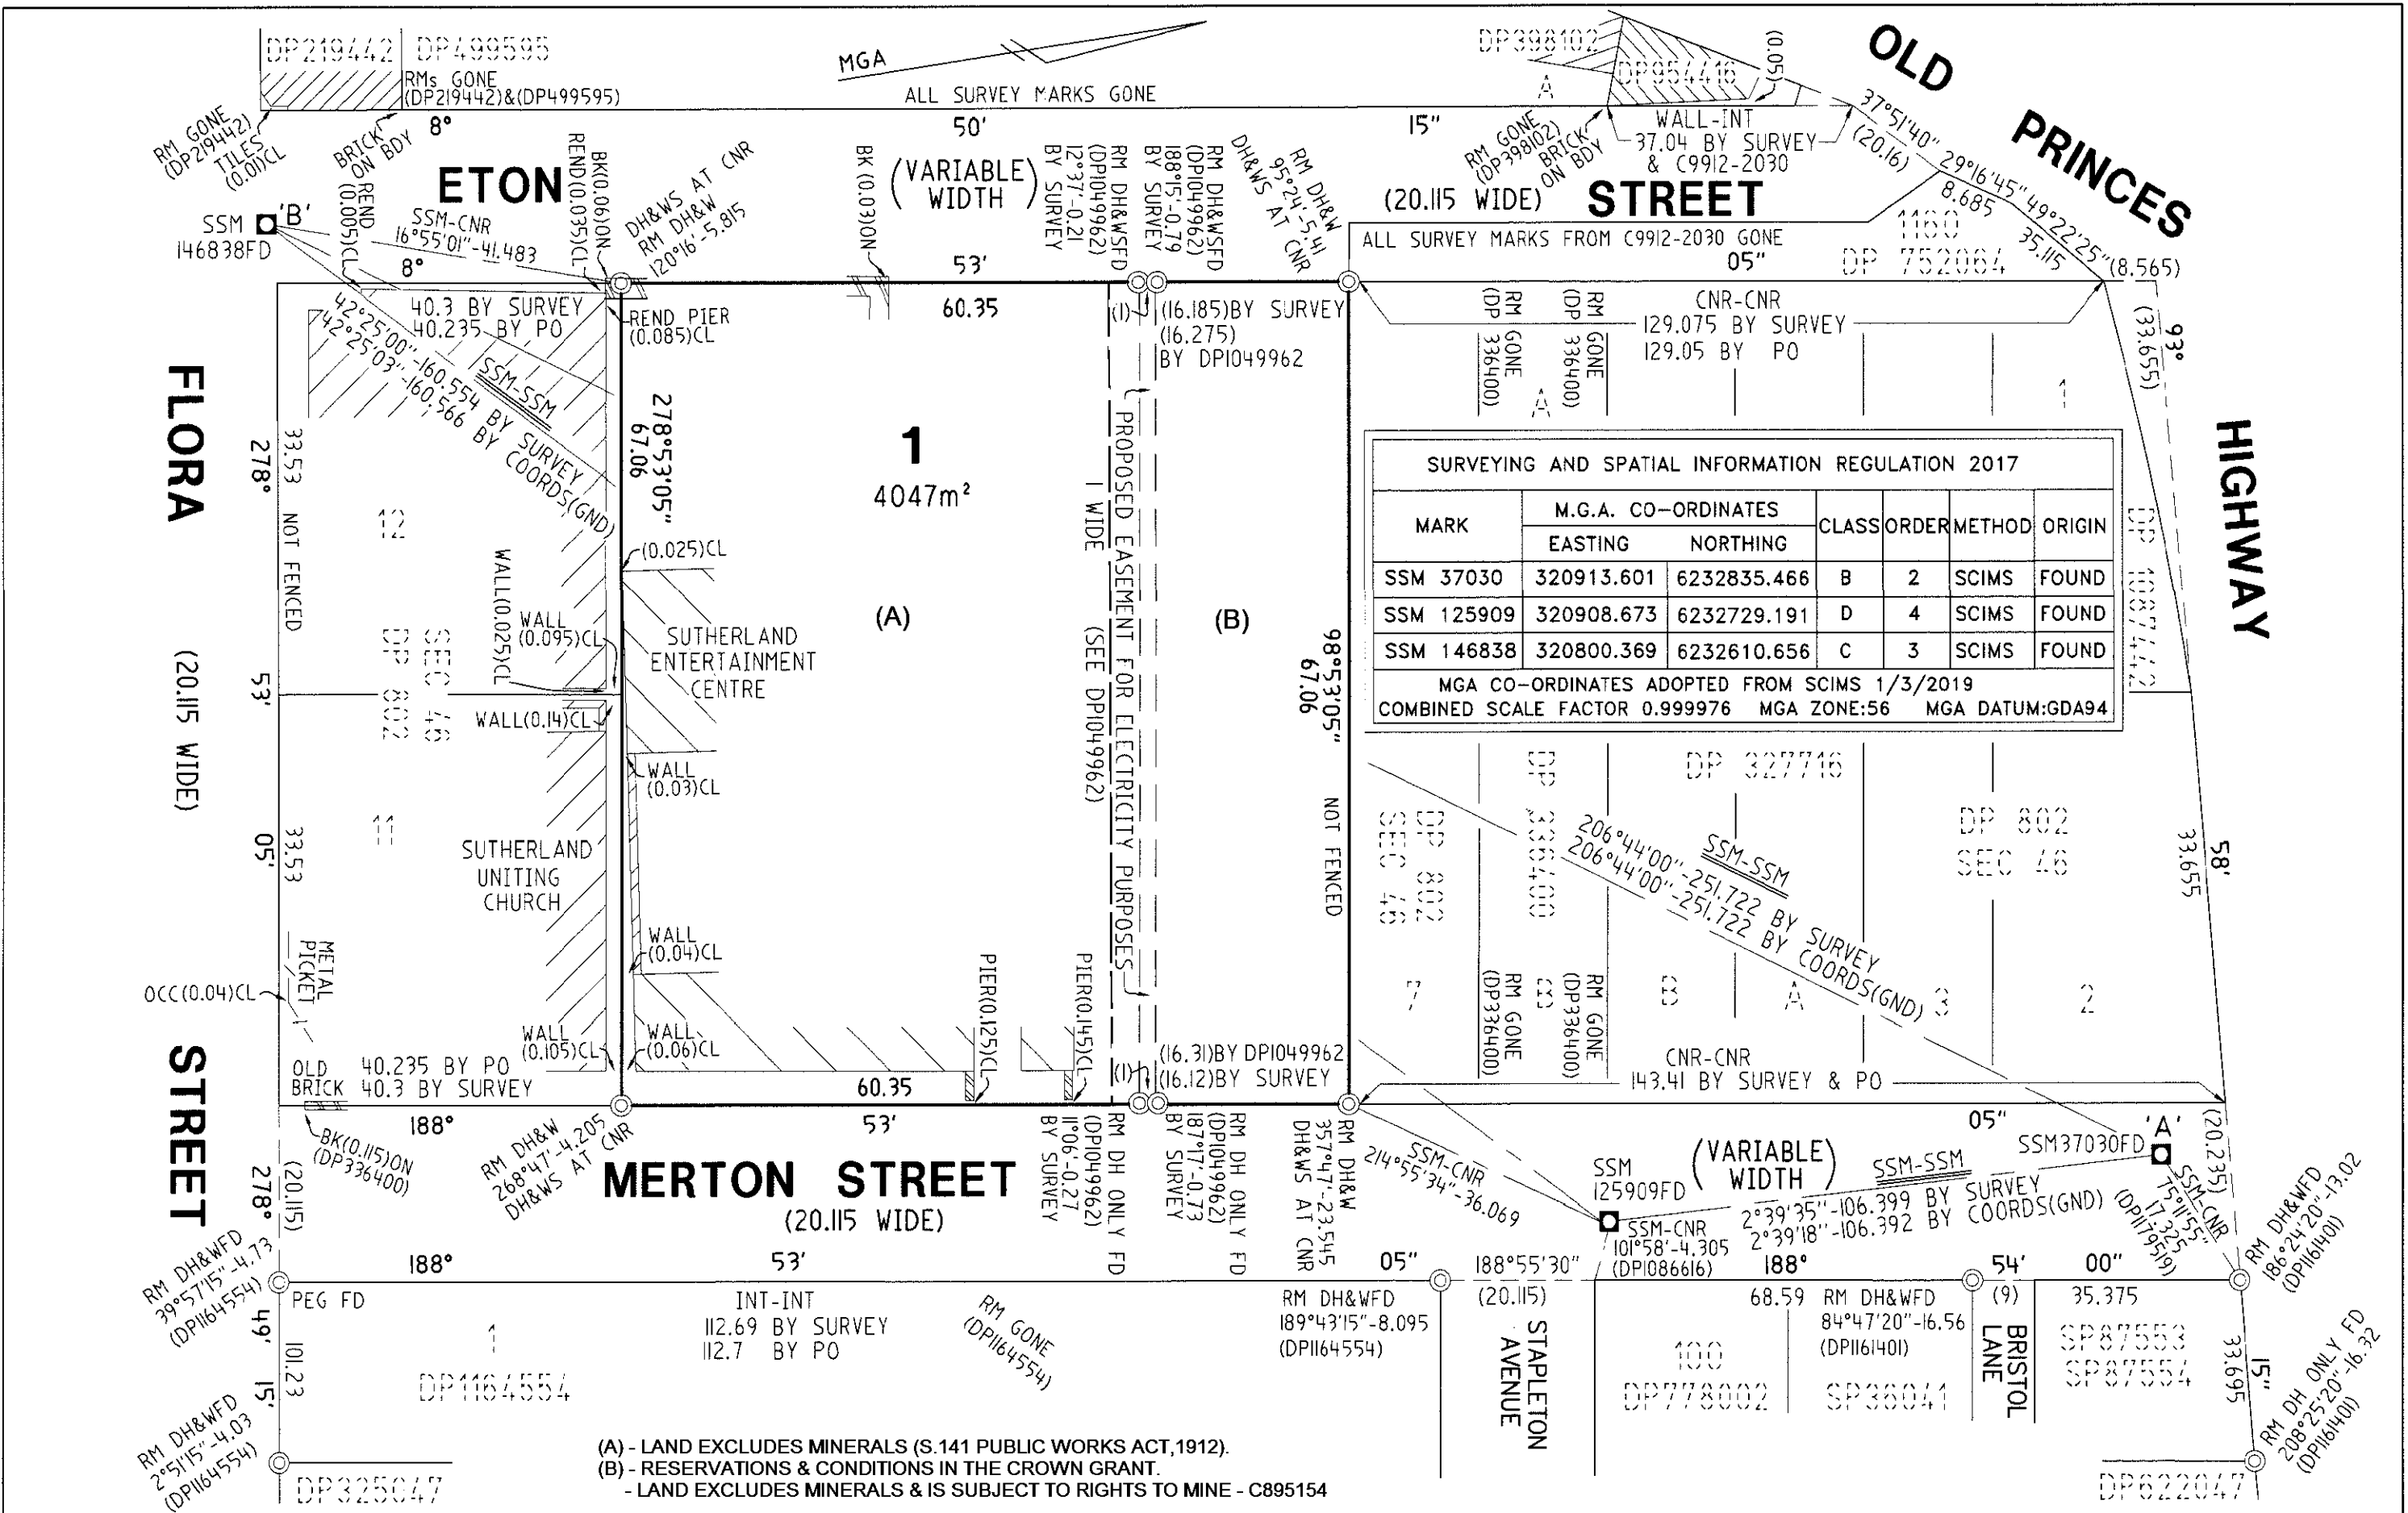 DP219442
DP499595
RMs GONE
(DP219442)&(DP499595)
MGA
ALL SURVEY MARKS GONE
DP398102
A
DP954416
(0.05)
OLD
PRINCES
HIGHWAY
RM GONE
(DP219442)
TILES
(0.01)CL
BRICK
ON BDY
8°
50'
15"
RM GONE
(DP398102)
BRICK
ON BDY
WALL-INT
37.04 BY SURVEY
& C9912-2030
37°51'40"
(20.16)
29°16'45"
8.685
49°22'25"
35.115
(8.565)
ETON
(VARIABLE)
WIDTH
(20.115 WIDE)
STREET
SSM
146838FD
'B'
REND
(0.005)CL
SSM-CNR
16°55'01"-41.483
BK(0.06)ON
REND(0.035)CL
DH&WS AT CNR
RM DH&W
120°16'-5.815
BK(0.03)ON
RM DH&WSFD
(DP1049962)
12°37'-0.21
BY SURVEY
RM DH&WSFD
(DP1049962)
188°15'-0.79
BY SURVEY
RM DH&W
95°24'-5.41
DH&WS AT CNR
ALL SURVEY MARKS FROM C9912-2030 GONE
1160
DP 752064
8°
53'
05"
40.3 BY SURVEY
40.235 BY PO
REND PIER
(0.085)CL
60.35
(1)
(16.185)BY SURVEY
(16.275)
BY DP1049962
RM GONE
(DP 336400)
RM GONE
(DP 336400)
CNR-CNR
129.075 BY SURVEY
129.05 BY PO
(33.655)
93°
42°25'00"-160.554 BY SURVEY
42°25'03"-160.566 BY COORDS(GND)
SSM-SSM
FLORA
(20.115 WIDE)
STREET
278°
53'
05'
33.53
NOT FENCED
33.53
12
SEC 46
DP 802
11
278°53'05"
67.06
1
4047m²
(A)
(B)
PROPOSED EASEMENT FOR ELECTRICITY PURPOSES
1 WIDE
(SEE DP1049962)
98°53'05"
67.06
NOT FENCED
A
1
SURVEYING AND SPATIAL INFORMATION REGULATION 2017
MARK M.G.A. CO-ORDINATES CLASS ORDER METHOD ORIGIN
EASTING NORTHING
SSM 37030 320913.601 6232835.466 B 2 SCIMS FOUND
SSM 125909 320908.673 6232729.191 D 4 SCIMS FOUND
SSM 146838 320800.369 6232610.656 C 3 SCIMS FOUND
MGA CO-ORDINATES ADOPTED FROM SCIMS 1/3/2019
COMBINED SCALE FACTOR 0.999976 MGA ZONE:56 MGA DATUM:GDA94
DP 1087442
(0.025)CL
WALL(0.025)CL
WALL
(0.095)CL
SUTHERLAND
ENTERTAINMENT
CENTRE
WALL(0.14)CL
WALL
(0.03)CL
SUTHERLAND
UNITING
CHURCH
WALL
(0.04)CL
METAL
PICKET
OCC(0.04)CL
WALL
(0.105)CL
WALL
(0.06)CL
PIER(0.125)CL
PIER(0.145)CL
DP 802
SEC 46
7
DP 336400
B
DP 327716
B
A
DP 802
SEC 46
3
2
206°44'00"-251.722 BY SURVEY
206°44'00"-251.722 BY COORDS(GND)
SSM-SSM
58'
33.655
RM GONE
(DP336400)
RM GONE
(DP336400)
OLD
BRICK
40.235 BY PO
40.3 BY SURVEY
60.35
(1)
(16.31)BY DP1049962
(16.12)BY SURVEY
CNR-CNR
143.41 BY SURVEY & PO
188°
53'
05"
BK(0.115)ON
(DP336400)
RM DH&W
268°47'-4.205
DH&WS AT CNR
MERTON STREET
(20.115 WIDE)
RM DH ONLY FD
(DP1049962)
11°06'-0.27
BY SURVEY
RM DH ONLY FD
(DP1049962)
187°17'-0.73
BY SURVEY
RM DH&W
357°47'-23.545
DH&WS AT CNR
SSM-CNR
214°55'34"-36.069
SSM
125909FD
(VARIABLE)
WIDTH
SSM-SSM
SSM37030FD
'A'
2°39'35"-106.399 BY SURVEY
2°39'18"-106.392 BY COORDS(GND)
SSM-CNR
101°58'-4.305
(DP1086616)
SSM-CNR
75°11'55"
17.325
(DP1179519)
(20.235)
RM DH&WFD
186°24'20"-13.02
(DP1161401)
278°
(20.115)
49'
15'
101.23
RM DH&WFD
39°57'15"-4.73
(DP1164554)
RM DH&WFD
2°51'15"-4.03
(DP1164554)
188°
53'
05"
188°55'30"
188°
54'
00"
PEG FD
INT-INT
112.69 BY SURVEY
112.7 BY PO
RM GONE
(DP1164554)
RM DH&WFD
189°43'15"-8.095
(DP1164554)
(20.115)
STAPLETON
AVENUE
68.59
RM DH&WFD
84°47'20"-16.56
(DP1161401)
(9)
BRISTOL
LANE
35.375
1
DP1164554
DP325047
100
DP778002
SP36041
SP87553
SP87554
15"
33.695
RM DH ONLY FD
208°25'20"-16.32
(DP1161401)
DP622047
(A) - LAND EXCLUDES MINERALS (S.141 PUBLIC WORKS ACT,1912).
(B) - RESERVATIONS & CONDITIONS IN THE CROWN GRANT.
- LAND EXCLUDES MINERALS & IS SUBJECT TO RIGHTS TO MINE - C895154